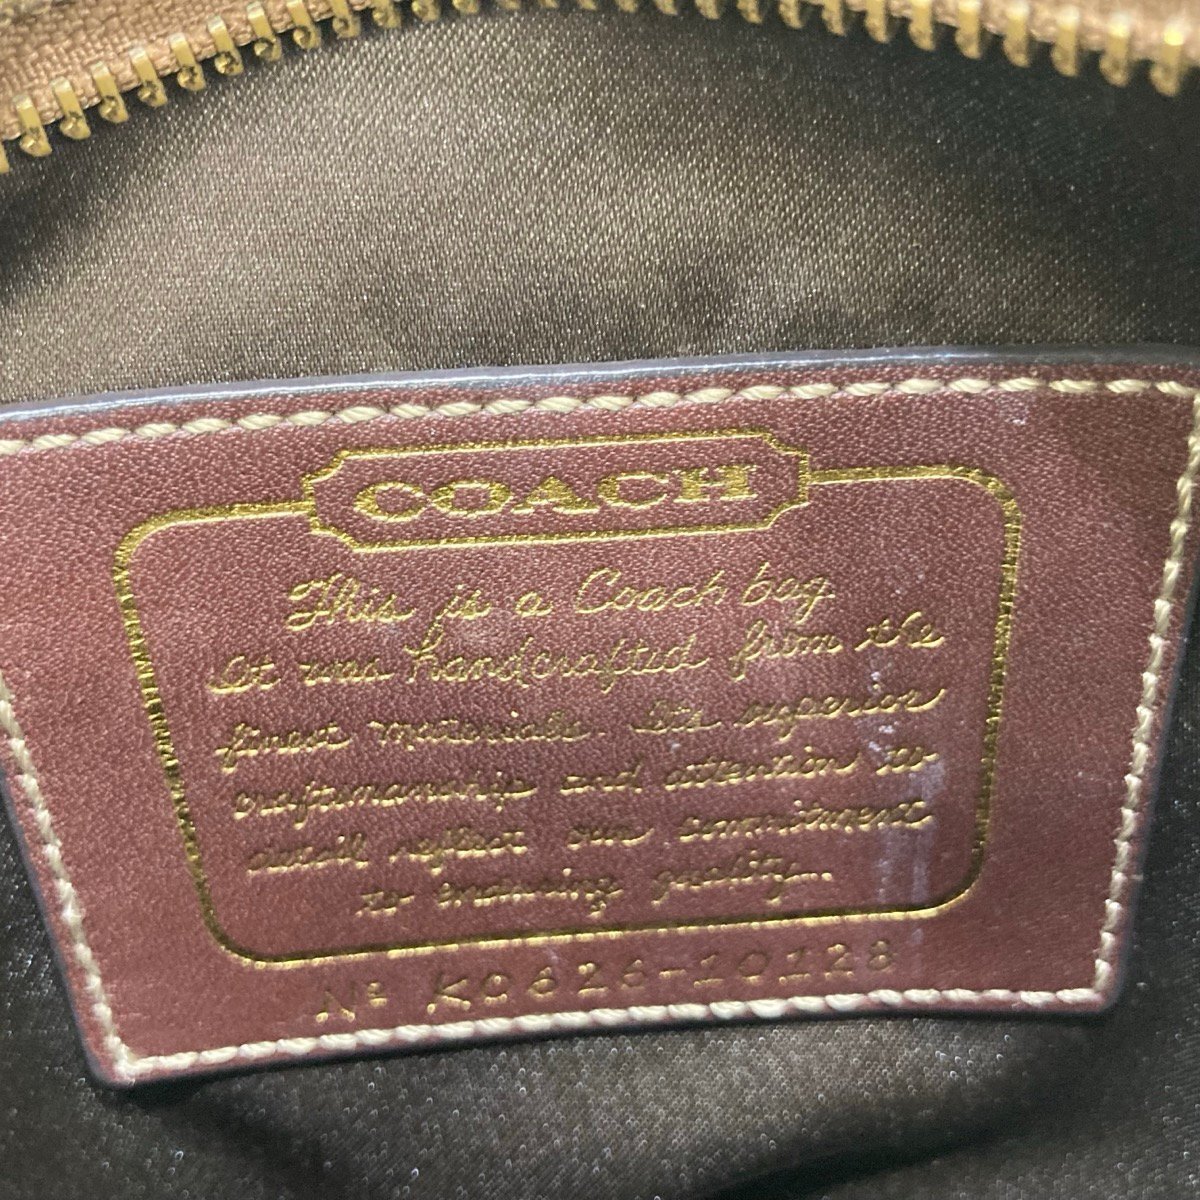 COACH
This is a Coach bag
It was handcrafted from the
finest materials. Its superior
craftsmanship and attention to
detail reflect our commitment
to enduring quality.
Nº K0626-10128